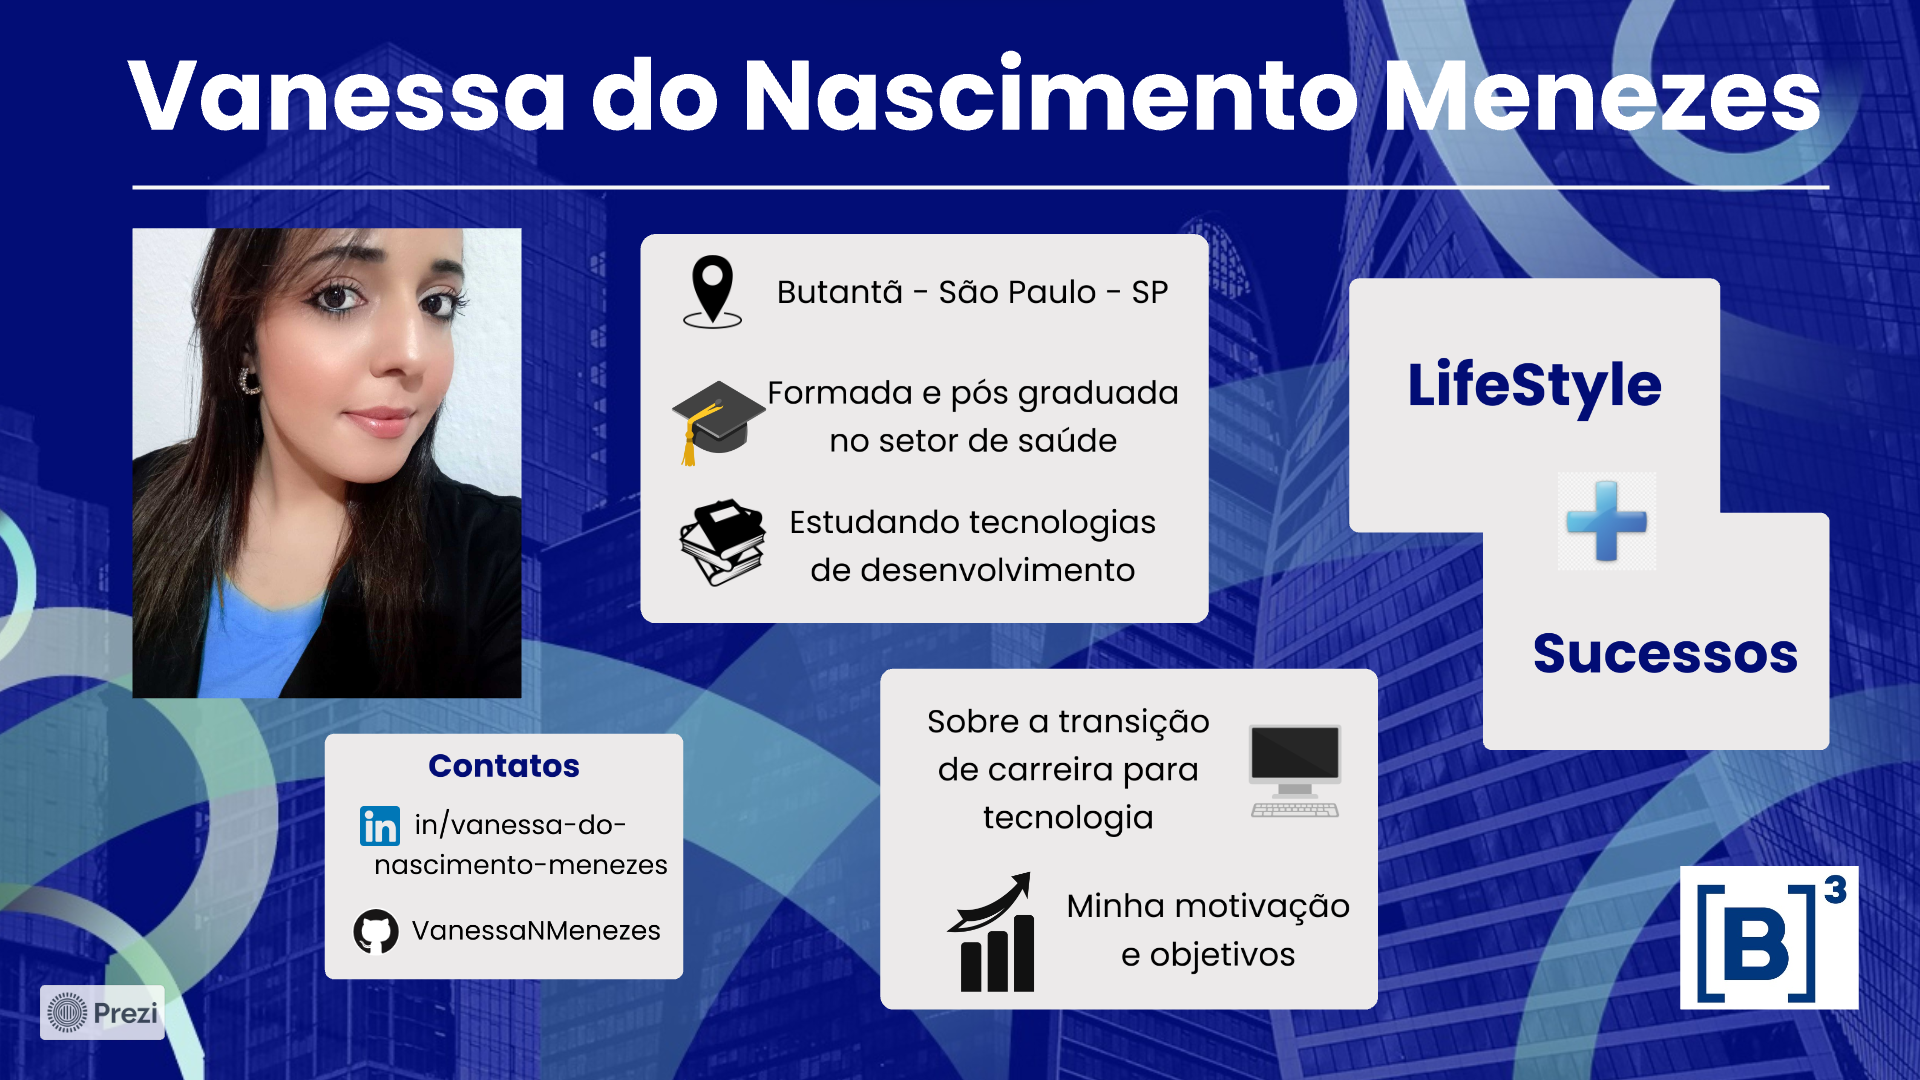 Vanessa do Nascimento Menezes
Butantã - São Paulo - SP
Formada e pós graduada
no setor de saúde
Estudando tecnologias
de desenvolvimento
LifeStyle
Sucessos
Sobre a transição
de carreira para
tecnologia
Minha motivação
e objetivos
Contatos
in/vanessa-do-
nascimento-menezes
VanessaNMenezes
in
[B]³
Prezi